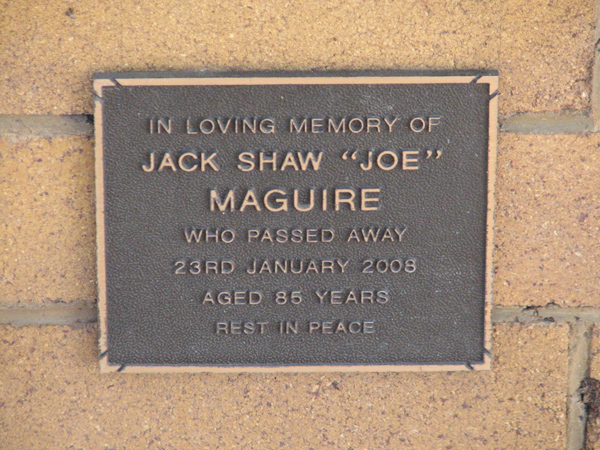 IN LOVING MEMORY OF
JACK SHAW “JOE”
MAGUIRE
WHO PASSED AWAY
23RD JANUARY 2008
AGED 85 YEARS
REST IN PEACE